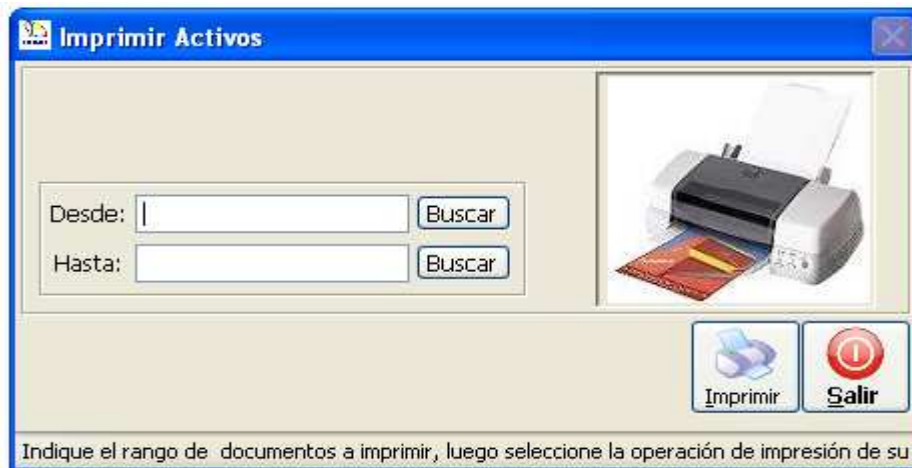 Imprimir Activos
Desde:
Buscar
Hasta:
Buscar
Imprimir
Salir
Indique el rango de documentos a imprimir, luego seleccione la operación de impresión de su